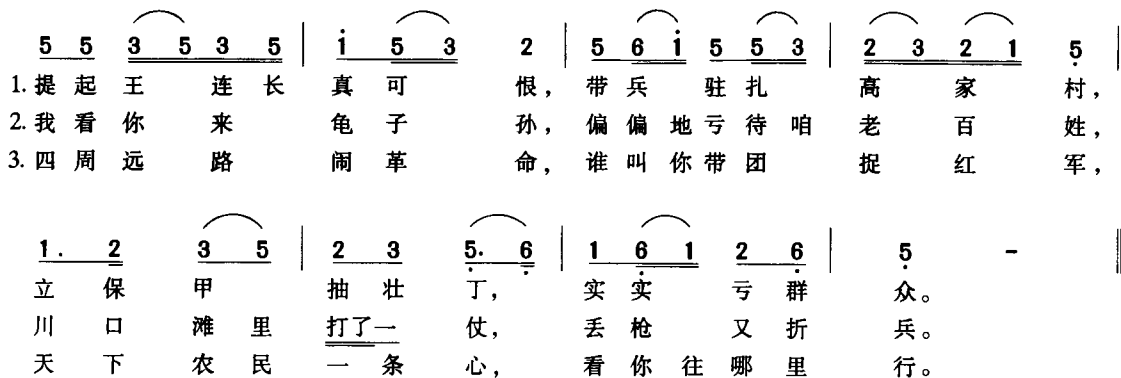 5 5 3 5 3 5 | i 5 3 2 | 5 6 i 5 5 3 | 2 3 2 1 5 |
1. 提 起 王 连 长 真 可 恨, 带 兵 驻 扎 高 家 村,
2. 我 看 你 来 龟 子 孙, 偏 偏 地 亏 待 咱 老 百 姓,
3. 四 周 远 路 闹 革 命, 谁 叫 你 带 团 捉 红 军,
1. 2 3 5 | 2 3 5. 6 | 1 6 1 2 6 | 5 - ‖
立 保 甲 抽 壮 丁, 实 实 亏 群 众。
川 口 滩 里 打了一 仗, 丢 枪 又 折 兵。
天 下 农 民 一 条 心, 看 你 往 哪 里 行。